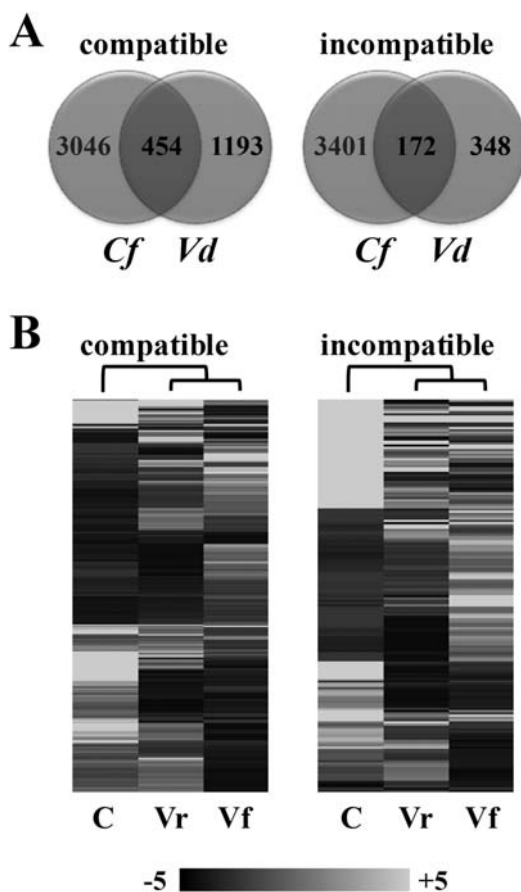 A
compatible incompatible
3046 454 1193 3401 172 348
Cf Vd Cf Vd
B
compatible incompatible
C Vr Vf C Vr Vf
-5 +5